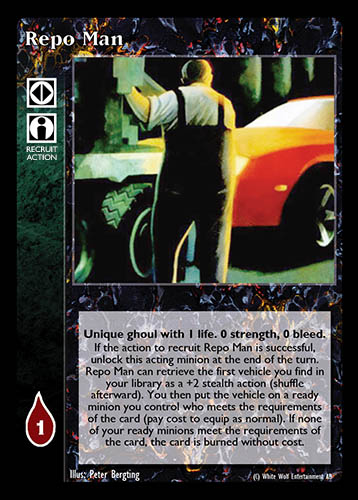 Repo Man
RECRUIT
ACTION
Unique ghoul with 1 life. 0 strength, 0 bleed.
If the action to recruit Repo Man is successful,
unlock this acting minion at the end of the turn.
Repo Man can retrieve the first vehicle you find in
your library as a +2 stealth action (shuffle
afterward). You then put the vehicle on a ready
minion you control who meets the requirements
of the card (pay cost to equip as normal). If none
of your ready minions meet the requirements of
the card, the card is burned without cost.
1
Illus: Peter Bergting
(C) White Wolf Entertainment AB